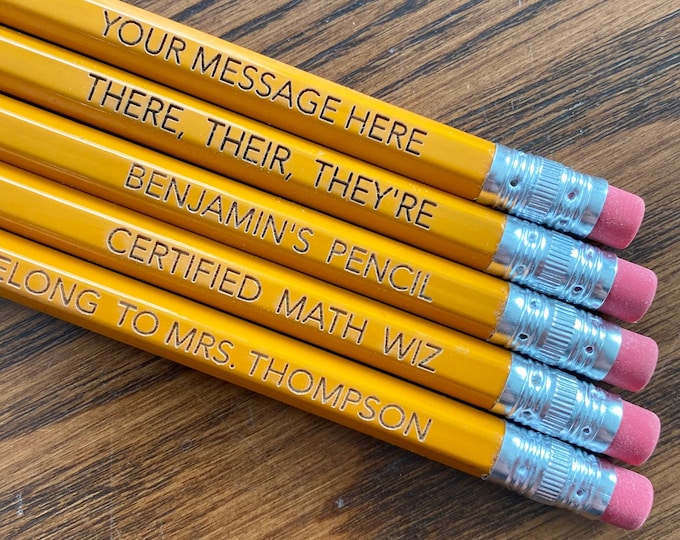 YOUR MESSAGE HERE
THERE, THEIR, THEY'RE
BENJAMIN'S PENCIL
CERTIFIED MATH WIZ
ELONG TO MRS. THOMPSON